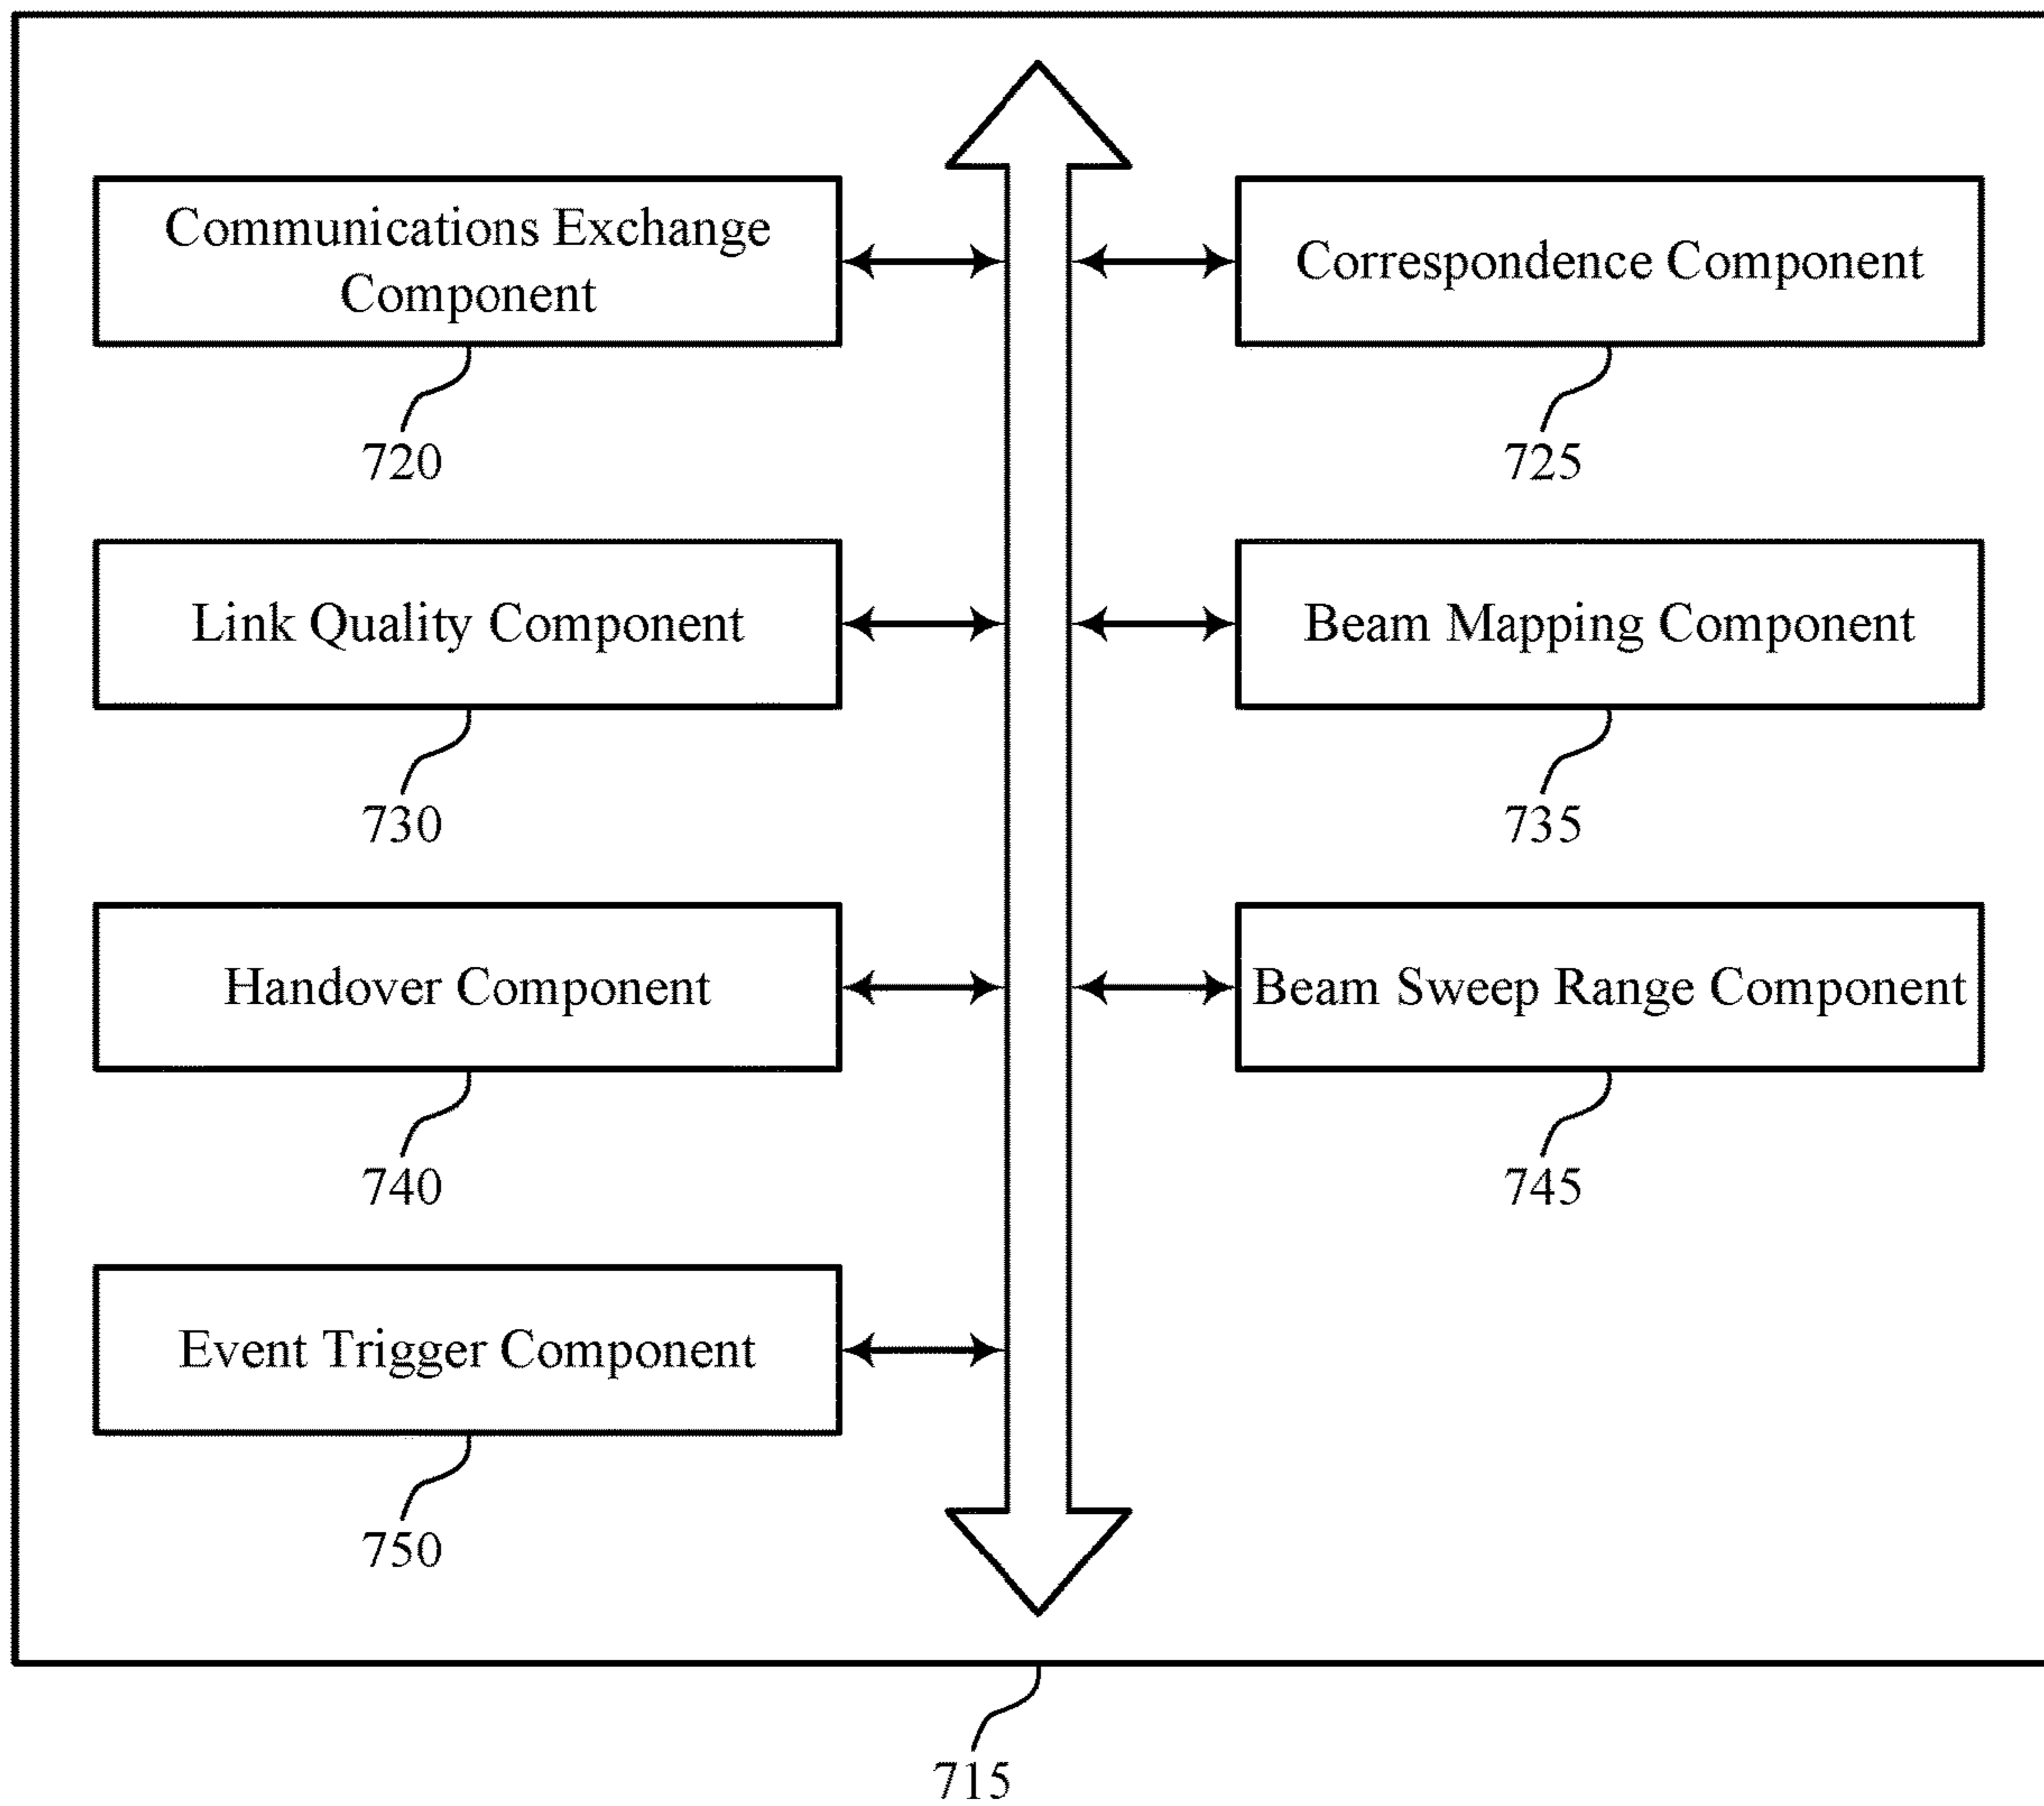 Communications Exchange
Component
720
Correspondence Component
725
Link Quality Component
730
Beam Mapping Component
735
Handover Component
740
Beam Sweep Range Component
745
Event Trigger Component
750
715